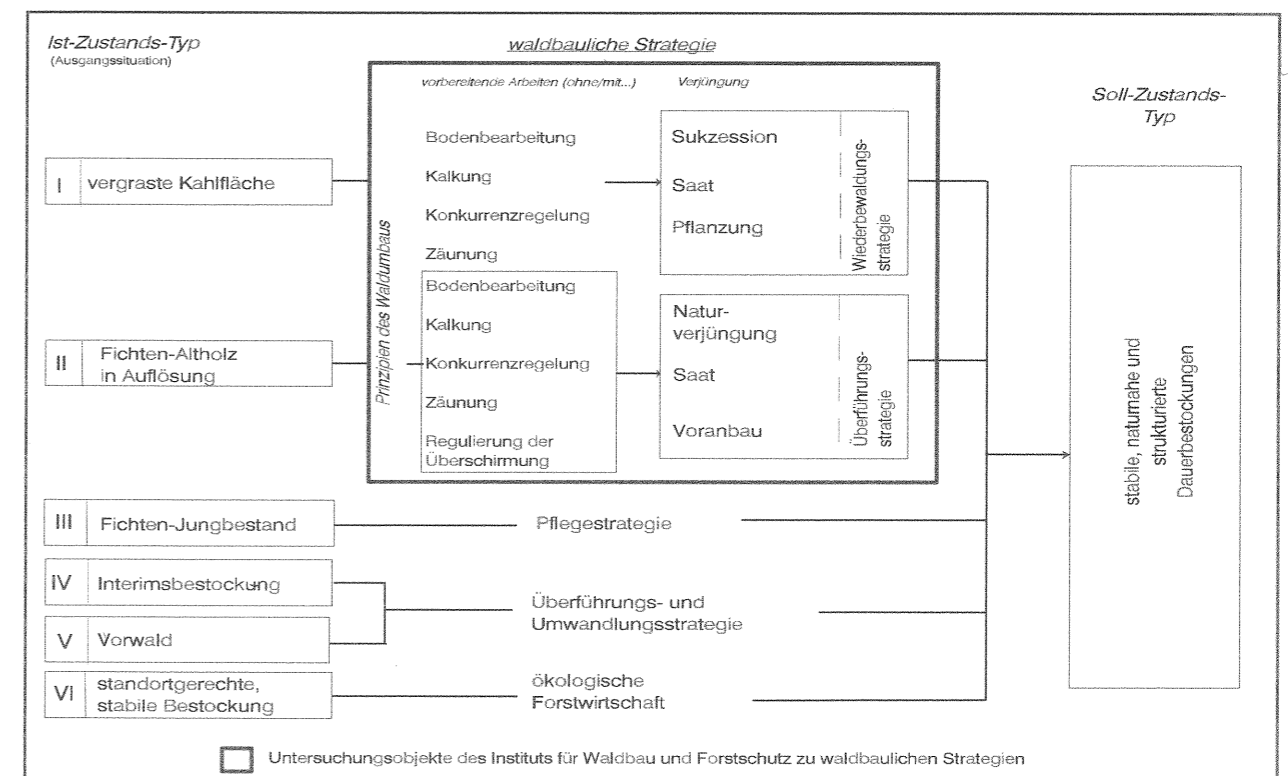 Ist-Zustands-Typ
(Ausgangssituation)
waldbauliche Strategie
Soll-Zustands-
Typ
vorbereitende Arbeiten (ohne/mit...)
Verjüngung
I vergraste Kahlfläche
Prinzipien des Waldumbaus
Bodenbearbeitung
Kalkung
Konkurrenzregelung
Zäunung
Sukzession
Saat
Pflanzung
Wiederbewaldungs-
strategie
II Fichten-Altholz
in Auflösung
Bodenbearbeitung
Kalkung
Konkurrenzregelung
Zäunung
Regulierung der
Überschirmung
Natur-
verjüngung
Saat
Voranbau
Überführungs-
strategie
III Fichten-Jungbestand
Pflegestrategie
IV Interimsbestockung
V Vorwald
Überführungs- und
Umwandlungsstrategie
VI standortgerechte,
stabile Bestockung
ökologische
Forstwirtschaft
stabile, naturnahe und
strukturierte
Dauerbestockungen
Untersuchungsobjekte des Instituts für Waldbau und Forstschutz zu waldbaulichen Strategien